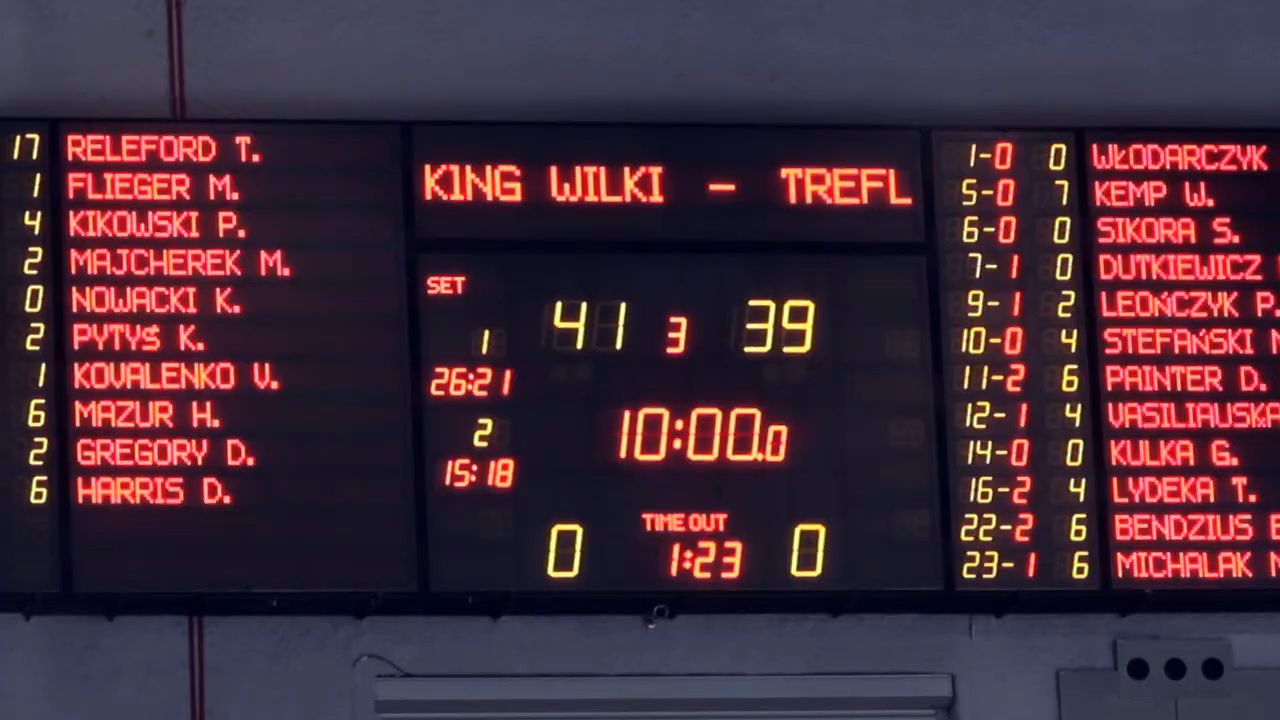 17 RELEFORD T.
1 FLIEGER M.
4 KIKOWSKI P.
2 MAJCHEREK M.
0 NOWACKI K.
2 PYTYŚ K.
1 KOVALENKO V.
6 MAZUR H.
2 GREGORY D.
6 HARRIS D.
KING WILKI - TREFL
SET
41 3 39
1
26:21
10:00.0
2
15:18
TIME OUT
0 1:23 0
1-0 0 WŁODARCZYK
5-0 7 KEMP W.
6-0 0 SIKORA S.
7-1 0 DUTKIEWICZ
9-1 2 LEOŃCZYK P.
10-0 4 STEFAŃSKI
11-2 6 PAINTER D.
12-1 4 VASILIAUSKA
14-0 0 KULKA G.
16-2 4 LYDEKA T.
22-2 6 BENDZIUS
23-1 6 MICHALAK